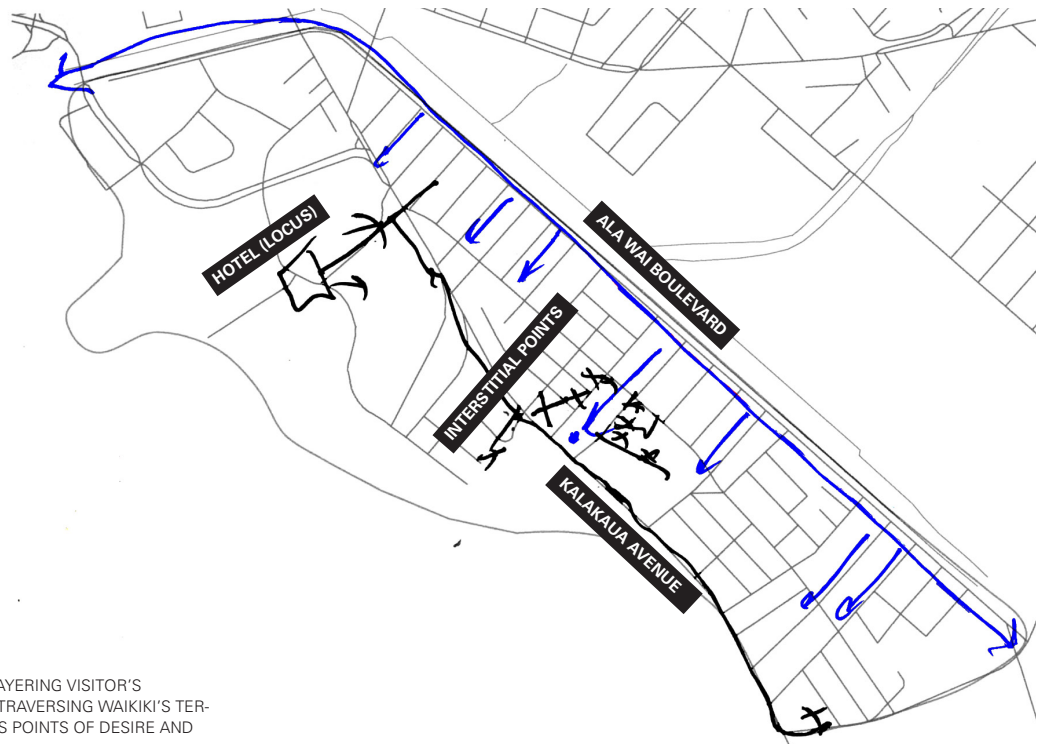 HOTEL (LOCUS)
ALA WAI BOULEVARD
INTERSTITIAL POINTS
KALAKAUA AVENUE
AYERING VISITOR'S
TRAVERSING WAIKIKI'S TER-
S POINTS OF DESIRE AND